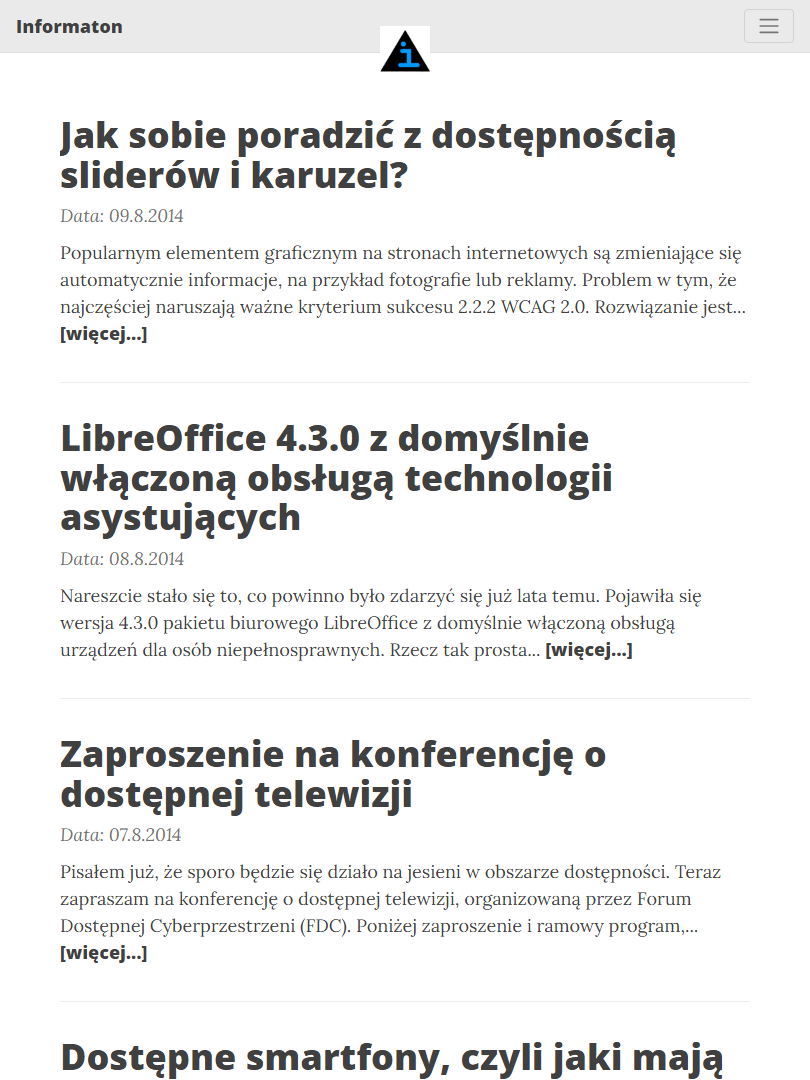 Informaton
i
Jak sobie poradzić z dostępnością
sliderów i karuzel?
Data: 09.8.2014
Popularnym elementem graficznym na stronach internetowych są zmieniające się
automatycznie informacje, na przykład fotografie lub reklamy. Problem w tym, że
najczęściej naruszają ważne kryterium sukcesu 2.2.2 WCAG 2.0. Rozwiązanie jest...
[więcej...]
LibreOffice 4.3.0 z domyślnie
włączoną obsługą technologii
asystujących
Data: 08.8.2014
Nareszcie stało się to, co powinno było zdarzyć się już lata temu. Pojawiła się
wersja 4.3.0 pakietu biurowego LibreOffice z domyślnie włączoną obsługą
urządzeń dla osób niepełnosprawnych. Rzecz tak prosta... [więcej...]
Zaproszenie na konferencję o
dostępnej telewizji
Data: 07.8.2014
Pisałem już, że sporo będzie się działo na jesieni w obszarze dostępności. Teraz
zapraszam na konferencję o dostępnej telewizji, organizowaną przez Forum
Dostępnej Cyberprzestrzeni (FDC). Poniżej zaproszenie i ramowy program,...
[więcej...]
Dostępne smartfony, czyli jaki mają